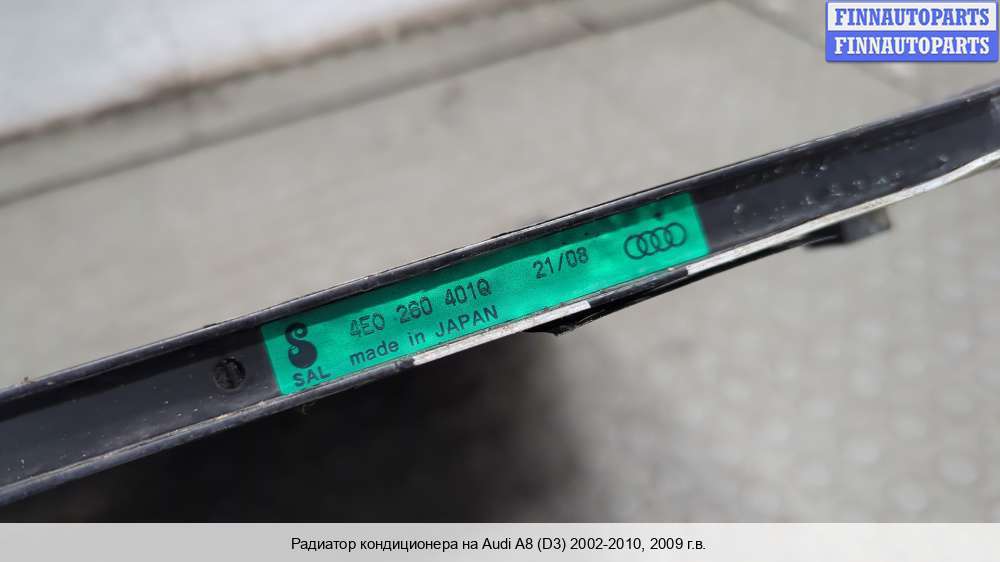 FINNAUTOPARTS
FINNAUTOPARTS
4E0 260 401Q 21/08
SAL made in JAPAN
Радиатор кондиционера на Audi A8 (D3) 2002-2010, 2009 г.в.